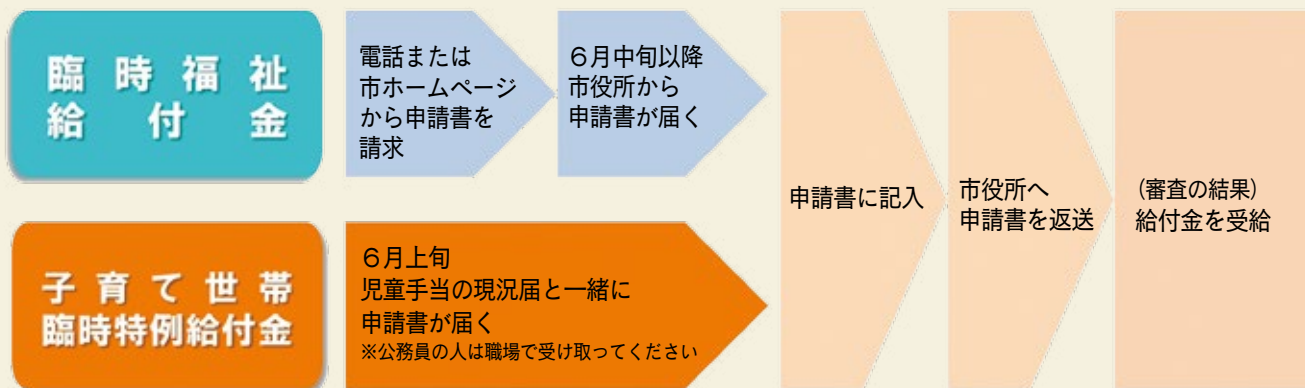 臨時福祉
給付金
電話または
市ホームページ
から申請書を
請求
６月中旬以降
市役所から
申請書が届く
子育て世帯
臨時特例給付金
６月上旬
児童手当の現況届と一緒に
申請書が届く
※公務員の人は職場で受け取ってください
申請書に記入
市役所へ
申請書を返送
(審査の結果)
給付金を受給